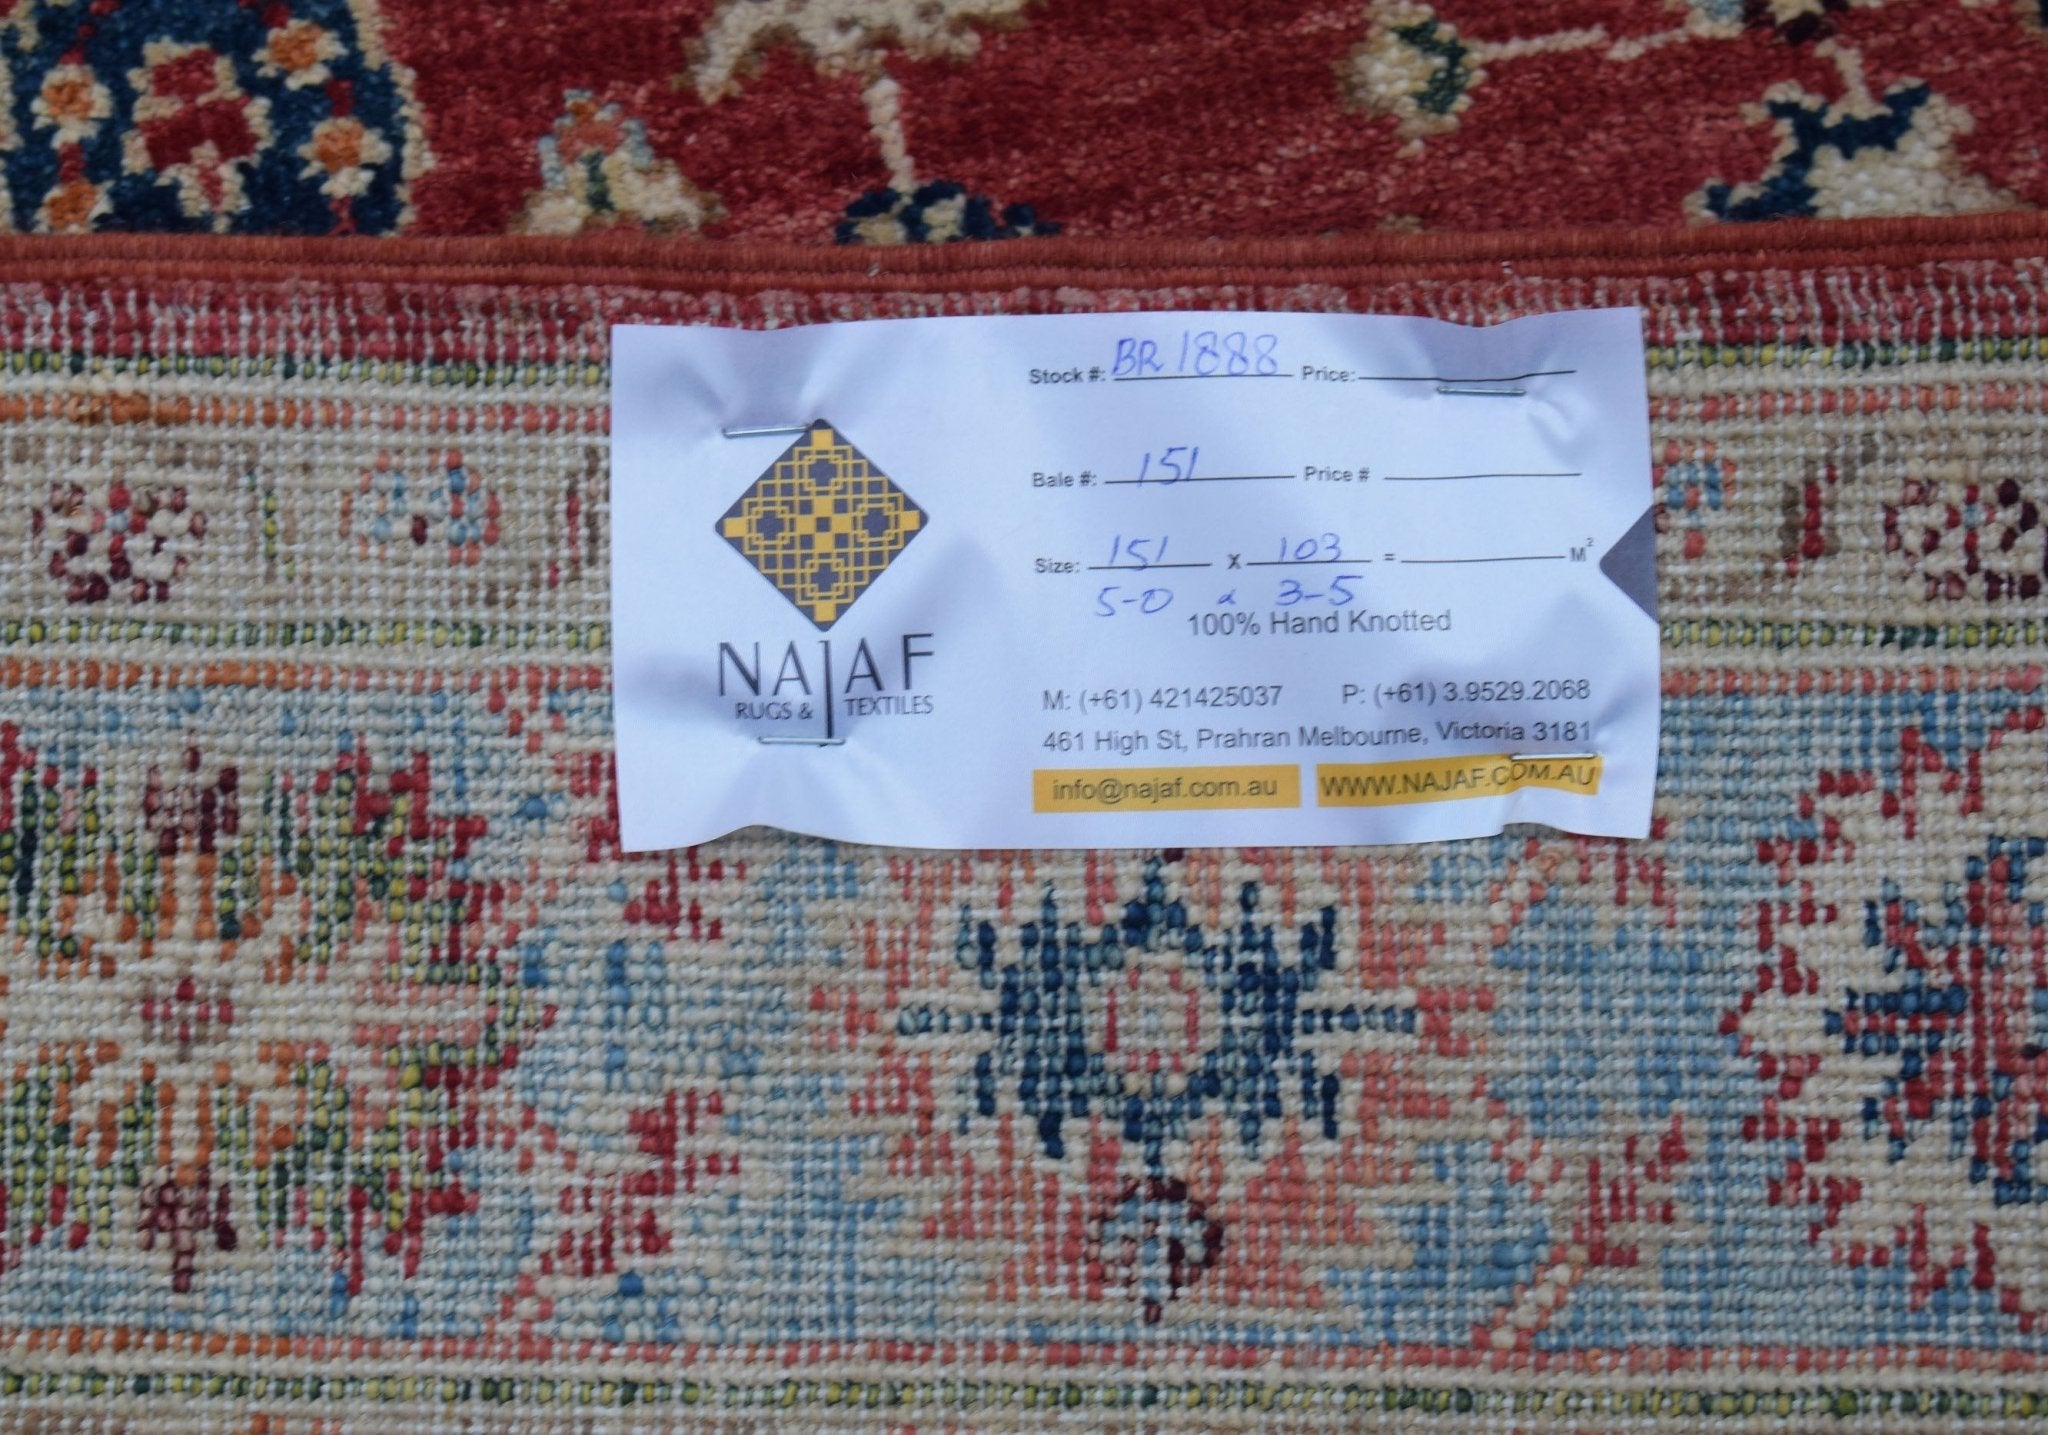 Stock #: BR 1888 Price:
Bale #: 151 Price #
Size: 151 x 103 = M²
5-0 x 3-5
100% Hand Knotted
NAJAF
RUGS & TEXTILES
M: (+61) 421425037 P: (+61) 3.9529.2068
461 High St, Prahran Melbourne, Victoria 3181
info@najaf.com.au WWW.NAJAF.COM.AU